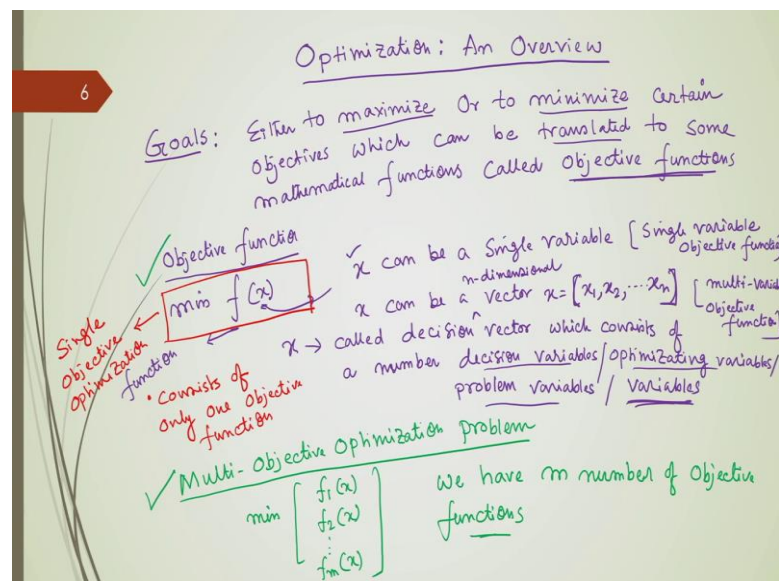 6
Optimization: An Overview
Goals: Either to maximize Or to minimize certain
objectives which can be translated to some
mathematical functions called objective functions
Objective function
min f(x)
function
Single
Objective
Optimization
• consists of
only one Objective
function
x can be a single variable [Single variable
Objective function]
x can be a n-dimensional vector x = [x1, x2, ... xn] [multi-variable
Objective
function]
x → called decision vector which consists of
a number decision variables/optimizating variables/
problem variables / variables
Multi-Objective Optimization problem
min [ f1(x)
f2(x)
⋮
fm(x) ]
we have m number of Objective
functions